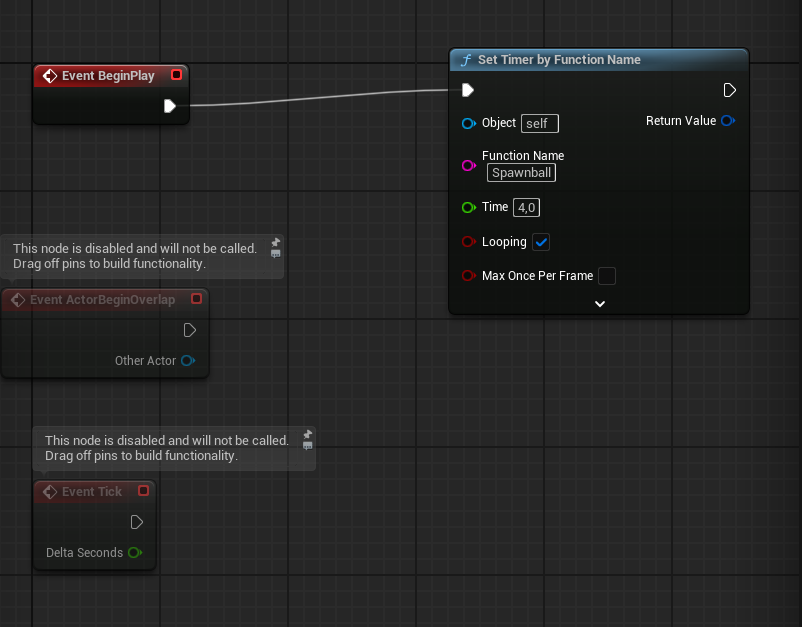 Event BeginPlay
Set Timer by Function Name
Object self
Return Value
Function Name
Spawnball
Time 4,0
Looping
Max Once Per Frame
This node is disabled and will not be called.
Drag off pins to build functionality.
Event ActorBeginOverlap
Other Actor
This node is disabled and will not be called.
Drag off pins to build functionality.
Event Tick
Delta Seconds